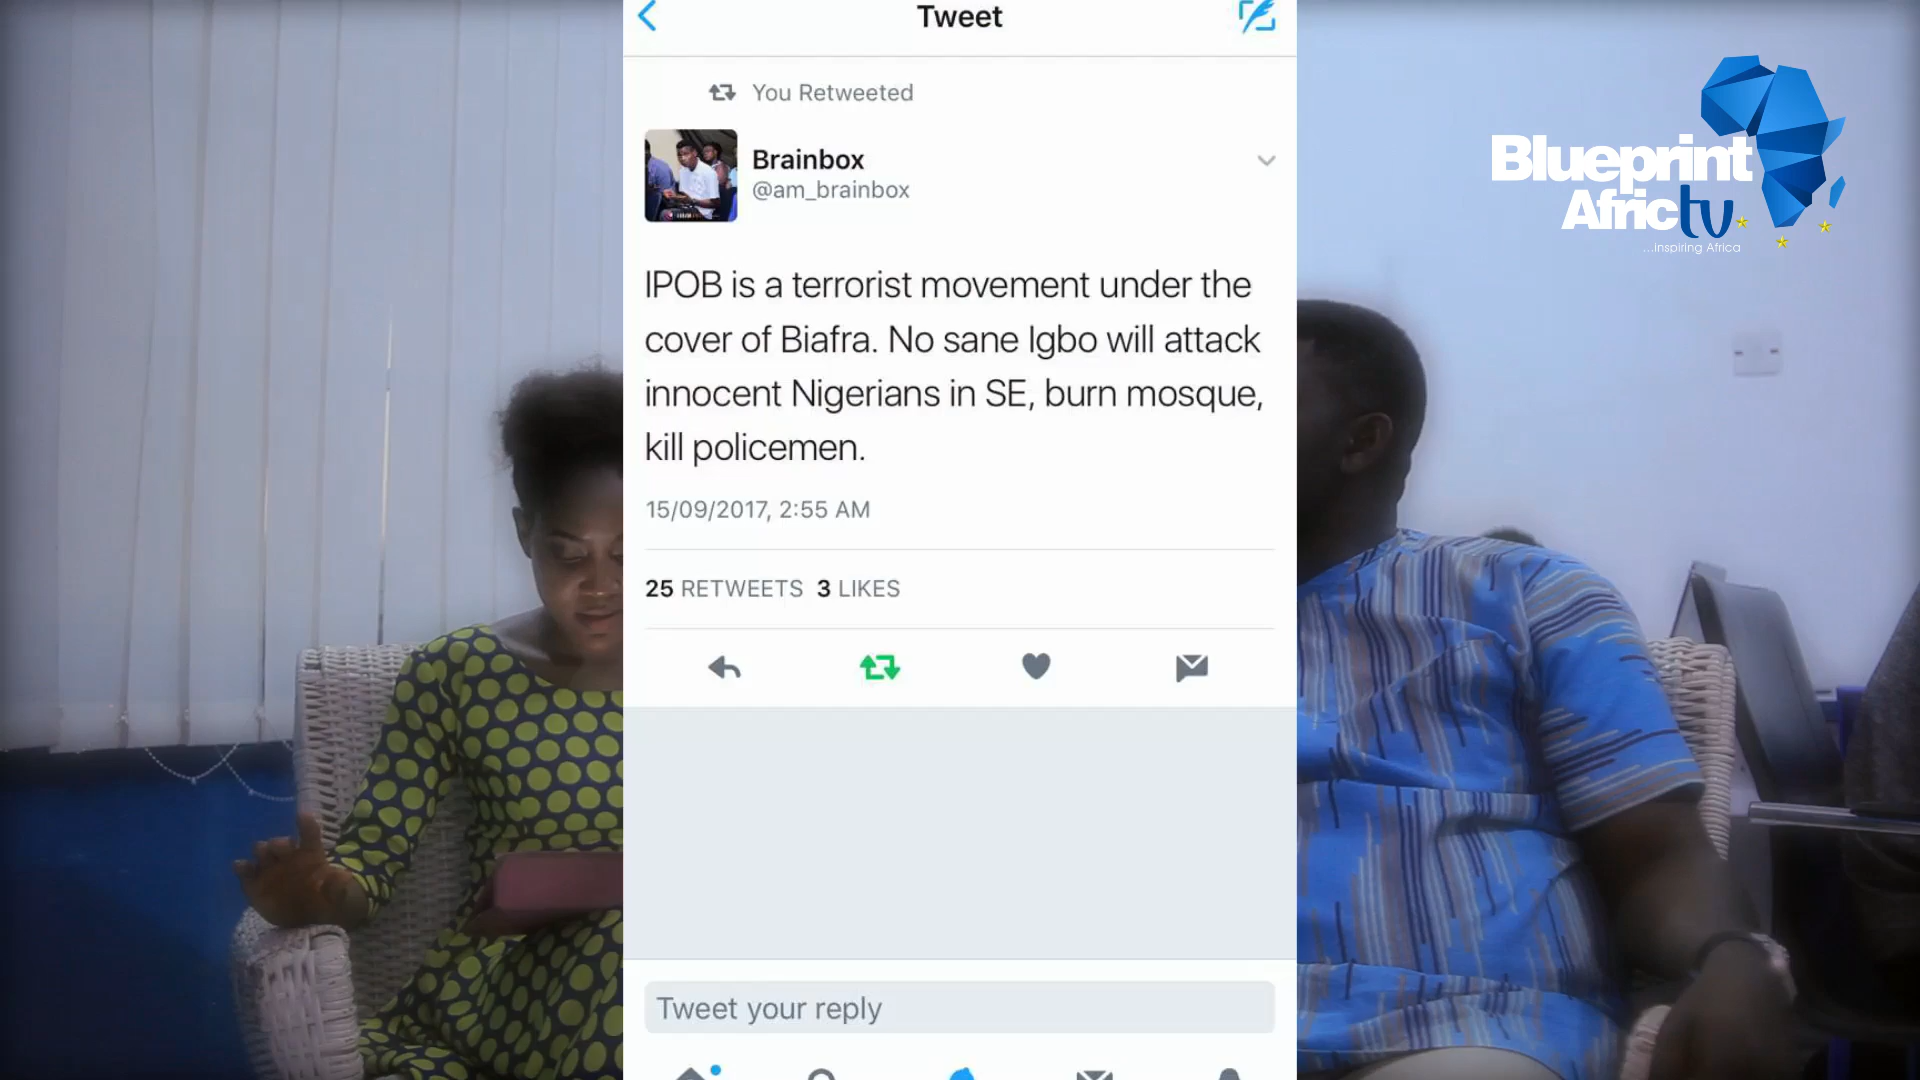 Tweet
You Retweeted
Brainbox
@am_brainbox
IPOB is a terrorist movement under the
cover of Biafra. No sane Igbo will attack
innocent Nigerians in SE, burn mosque,
kill policemen.
15/09/2017, 2:55 AM
25 RETWEETS 3 LIKES
Tweet your reply
Blueprint
Afric tv
...inspiring Africa